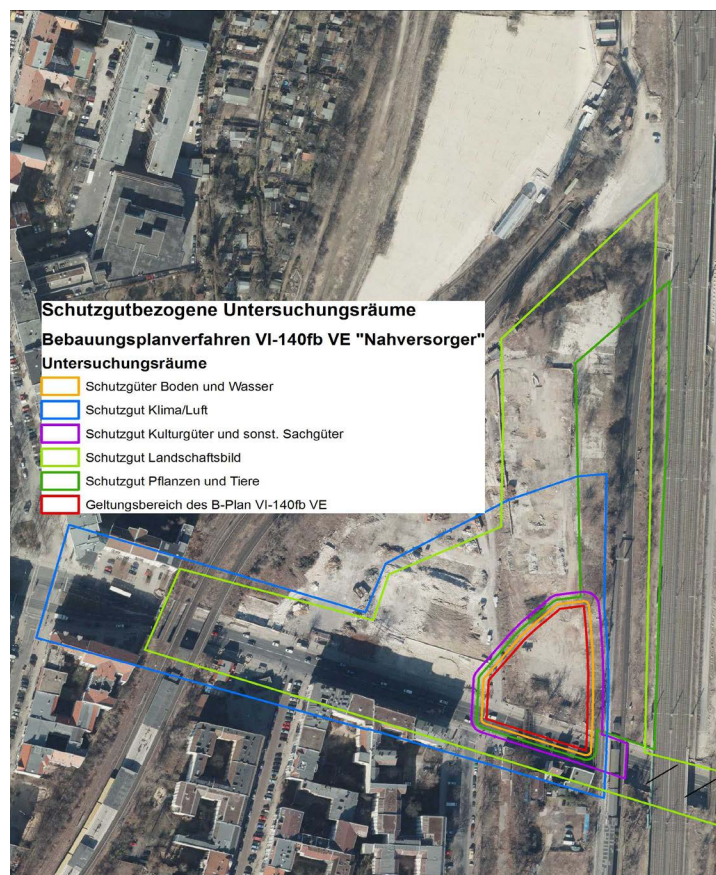 Schutzgutbezogene Untersuchungsräume
Bebauungsplanverfahren VI-140fb VE "Nahversorger"
Untersuchungsräume
Schutzgüter Boden und Wasser
Schutzgut Klima/Luft
Schutzgut Kulturgüter und sonst. Sachgüter
Schutzgut Landschaftsbild
Schutzgut Pflanzen und Tiere
Geltungsbereich des B-Plan VI-140fb VE